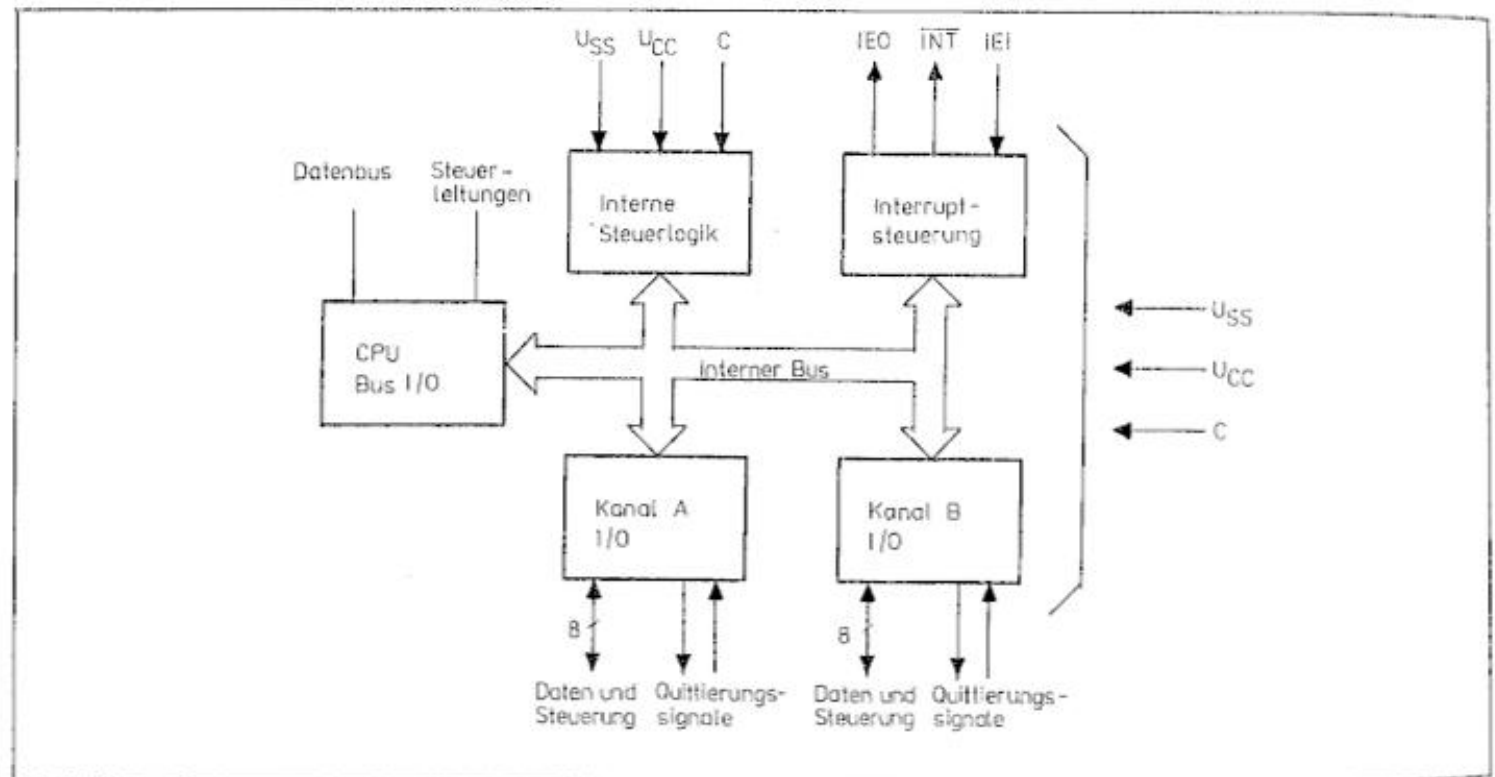 USS UCC C
IEO INT IEI
Datenbus
Steuer-
leitungen
Interne
Steuerlogik
Interrupt-
steuerung
CPU
Bus I/O
Interner Bus
USS
UCC
C
Kanal A
I/O
Kanal B
I/O
8
8
Daten und
Steuerung
Quittierungs-
signale
Daten und
Steuerung
Quittierungs-
signale